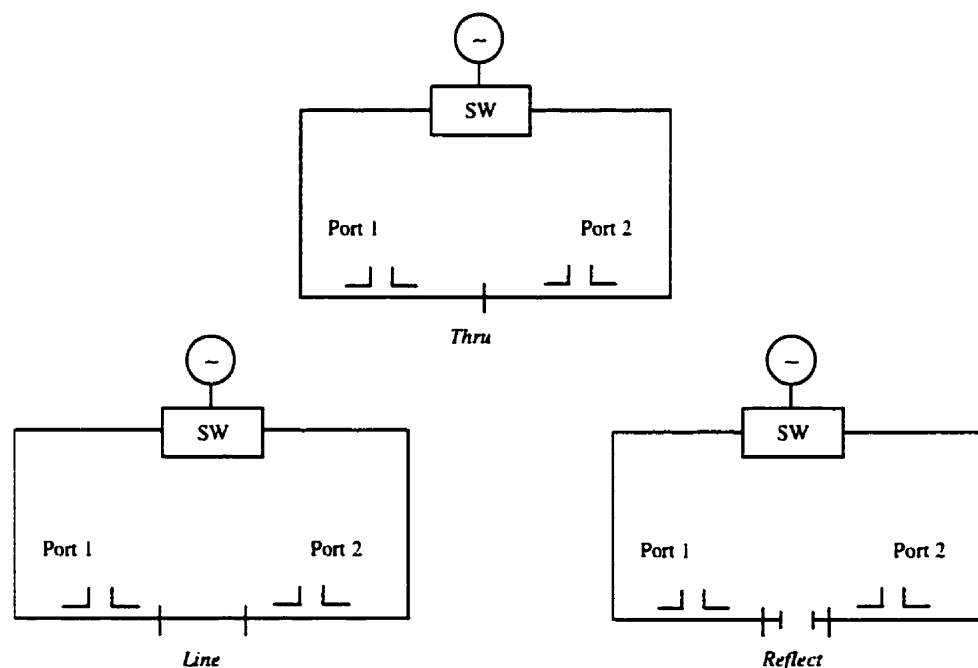 ~
SW
Port 1
Port 2
Thru
~
SW
Port 1
Port 2
Line
~
SW
Port 1
Port 2
Reflect